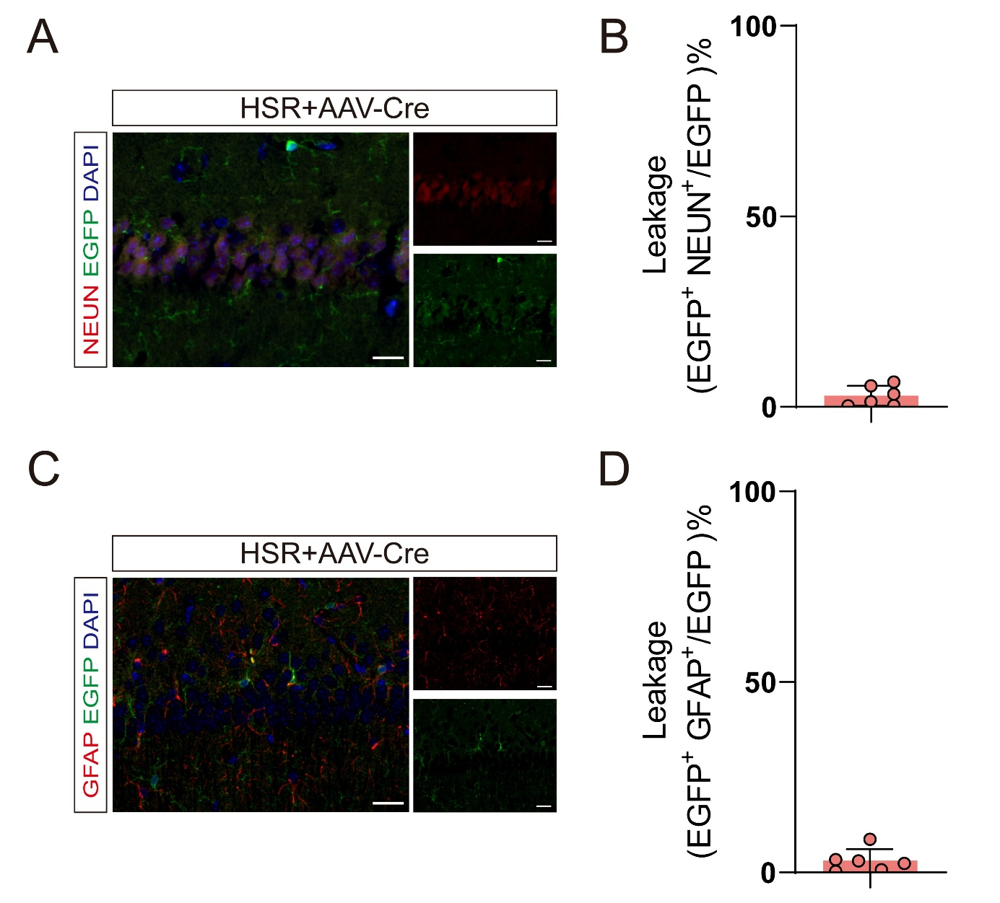 A
HSR+AAV-Cre
NEUN EGFP DAPI
B
Leakage
(EGFP⁺ NEUN⁺/EGFP )%
100
50
0
C
HSR+AAV-Cre
GFAP EGFP DAPI
D
Leakage
(EGFP⁺ GFAP⁺/EGFP )%
100
50
0